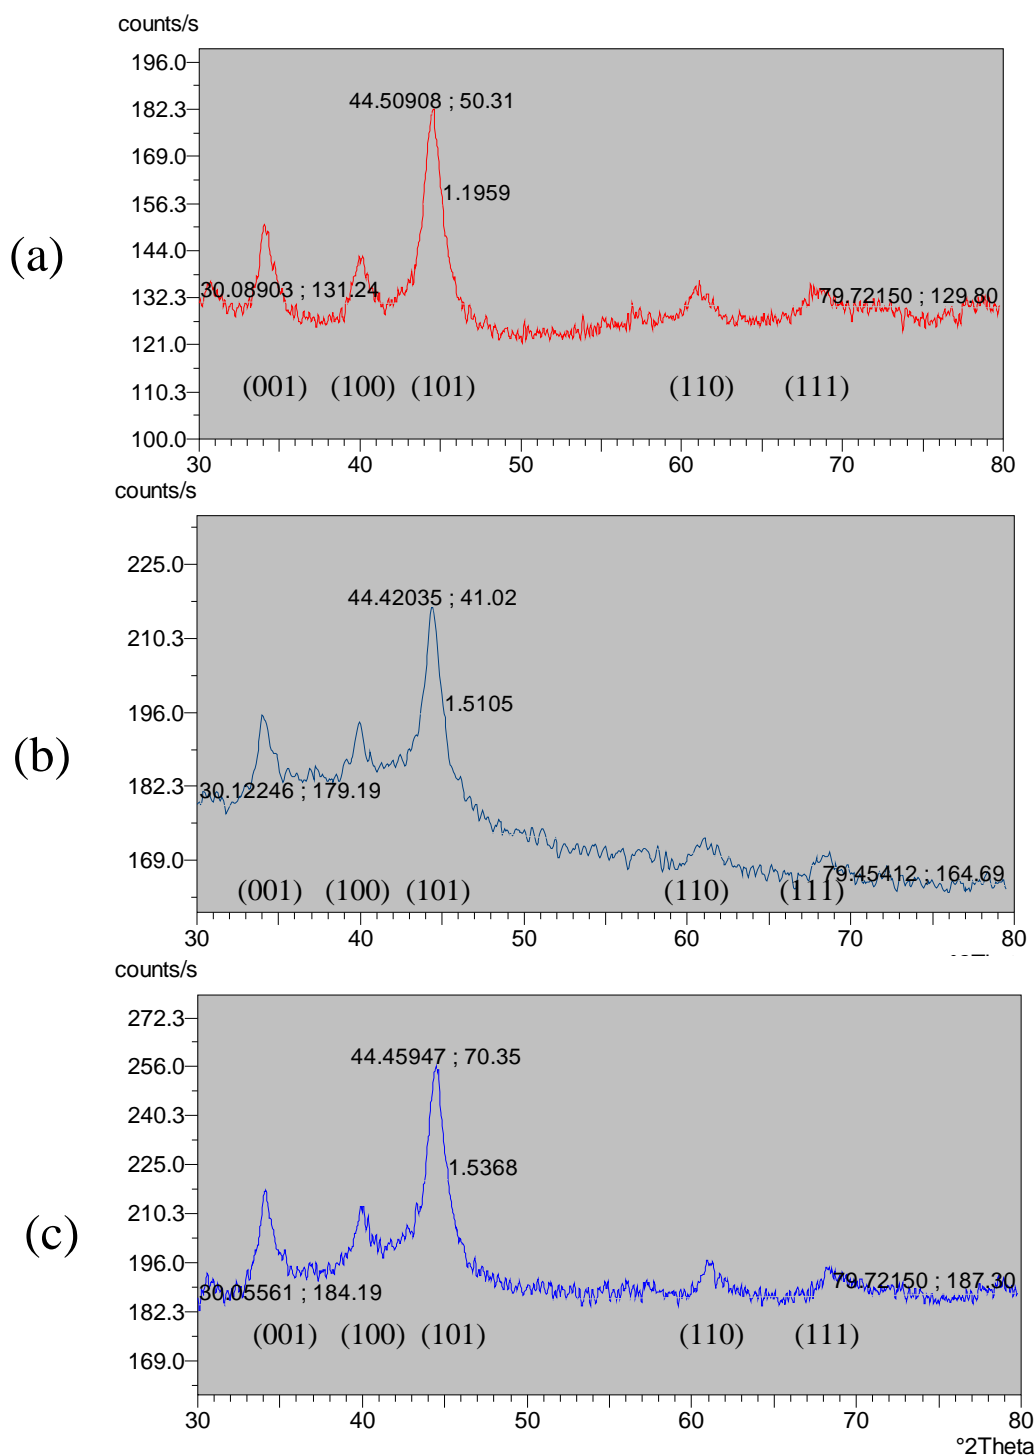 counts/s
196.0
44.50908 ; 50.31
182.3
169.0
1.1959
156.3
(a)
144.0
30.08903 ; 131.24
79.72150 ; 129.80
132.3
121.0
(001) (100) (101) (110) (111)
110.3
100.0
30 40 50 60 70 80
counts/s
225.0
44.42035 ; 41.02
210.3
1.5105
196.0
(b)
182.3
30.12246 ; 179.19
169.0
79.45412 ; 164.69
(001) (100) (101) (110) (111)
30 40 50 60 70 80
counts/s
272.3
44.45947 ; 70.35
256.0
240.3
1.5368
225.0
210.3
(c)
196.0
30.05561 ; 184.19
79.72150 ; 187.30
182.3
(001) (100) (101) (110) (111)
169.0
30 40 50 60 70 80
°2Theta